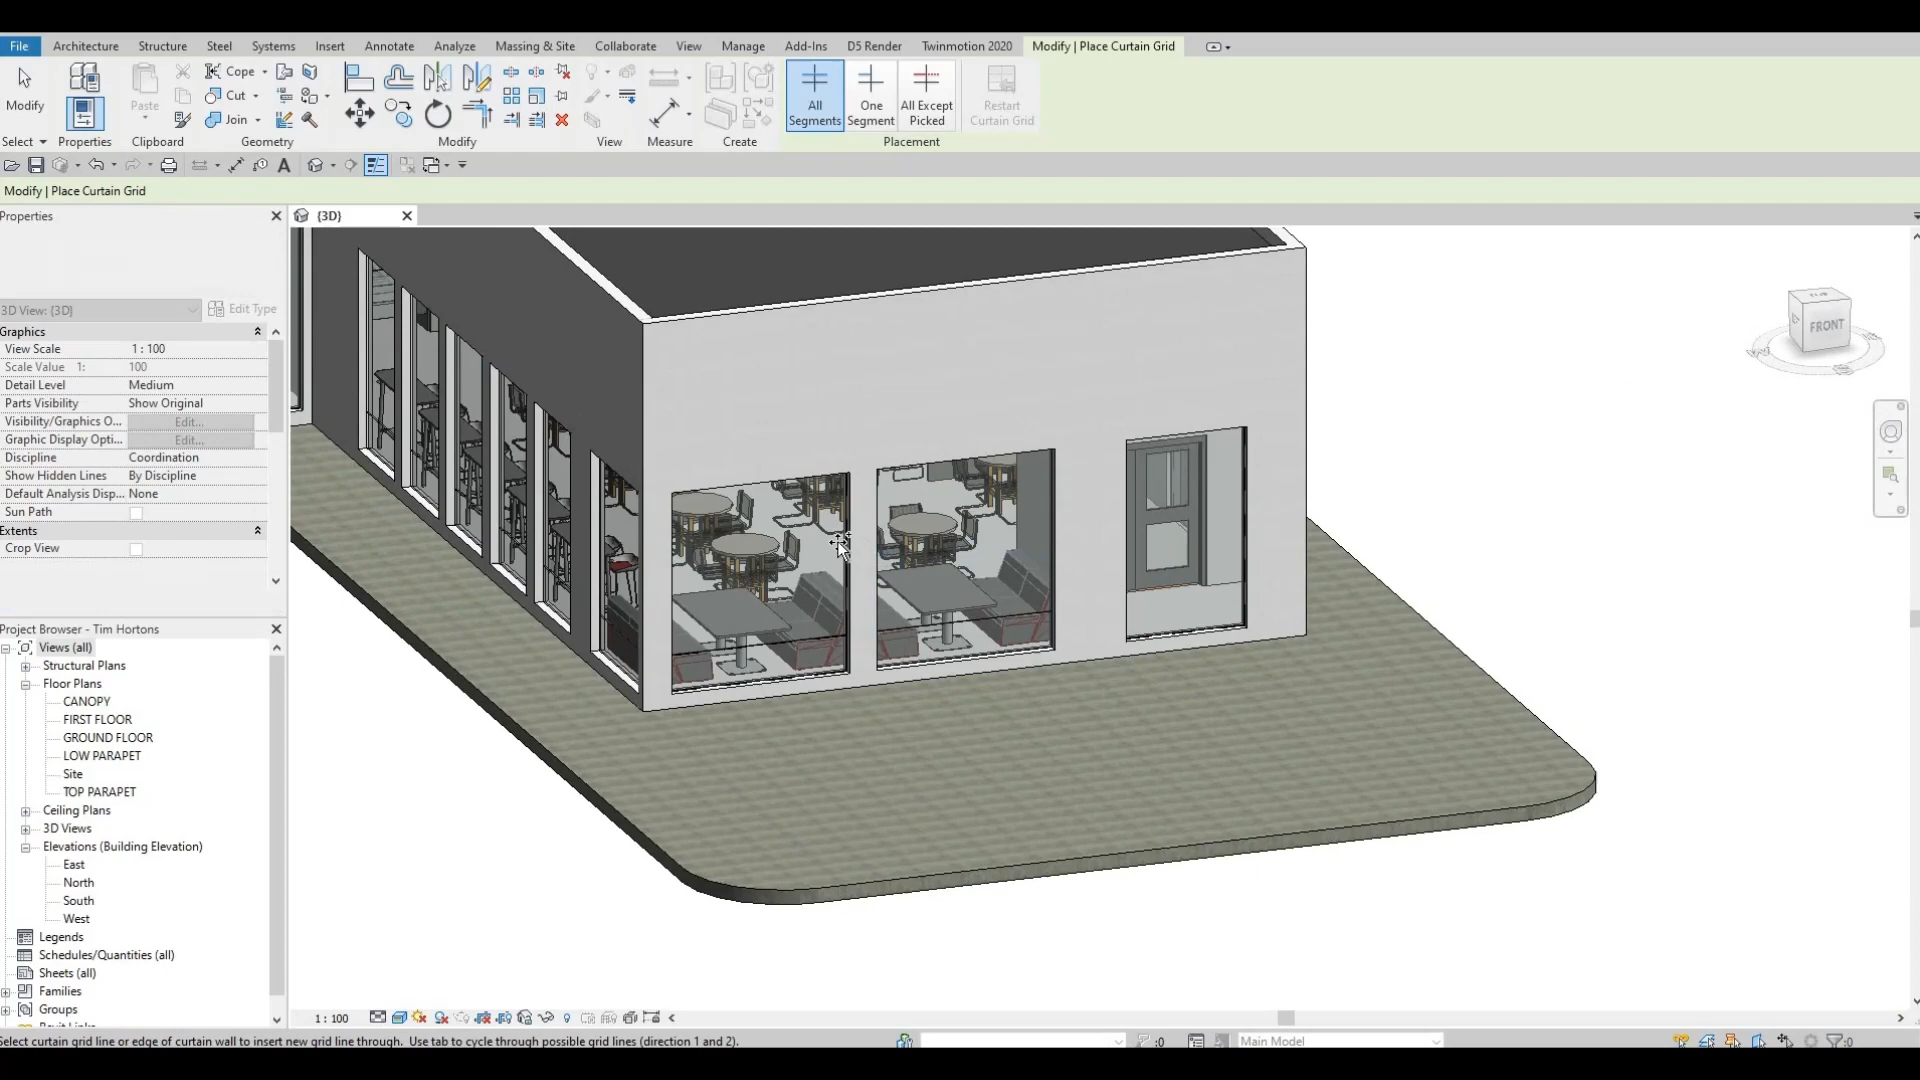 File Architecture Structure Steel Systems Insert Annotate Analyze Massing & Site Collaborate View Manage Add-Ins D5 Render Twinmotion 2020 Modify | Place Curtain Grid
Modify
Paste
Cope
Cut
Join
All Segments
One Segment
All Except Picked
Restart Curtain Grid
Select Properties Clipboard Geometry Modify View Measure Create Placement
Modify | Place Curtain Grid
Properties
{3D}
3D View: {3D} Edit Type
Graphics
View Scale 1 : 100
Scale Value 1: 100
Detail Level Medium
Parts Visibility Show Original
Visibility/Graphics O... Edit...
Graphic Display Opti... Edit...
Discipline Coordination
Show Hidden Lines By Discipline
Default Analysis Disp... None
Sun Path
Extents
Crop View
FRONT
Project Browser - Tim Hortons
Views (all)
Structural Plans
Floor Plans
CANOPY
FIRST FLOOR
GROUND FLOOR
LOW PARAPET
Site
TOP PARAPET
Ceiling Plans
3D Views
Elevations (Building Elevation)
East
North
South
West
Legends
Schedules/Quantities (all)
Sheets (all)
Families
Groups
1 : 100
Select curtain grid line or edge of curtain wall to insert new grid line through. Use tab to cycle through possible grid lines (direction 1 and 2).
:0
Main Model
:0